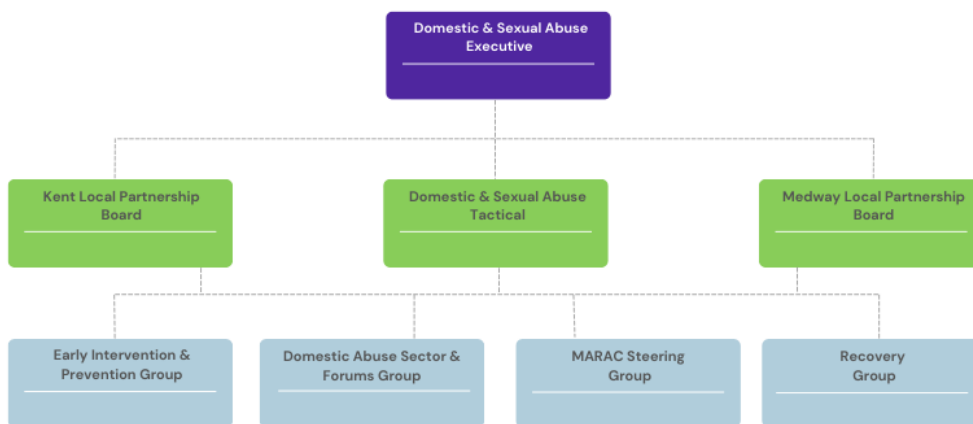 Domestic & Sexual Abuse
Executive
Kent Local Partnership
Board
Domestic & Sexual Abuse
Tactical
Medway Local Partnership
Board
Early Intervention &
Prevention Group
Domestic Abuse Sector &
Forums Group
MARAC Steering
Group
Recovery
Group